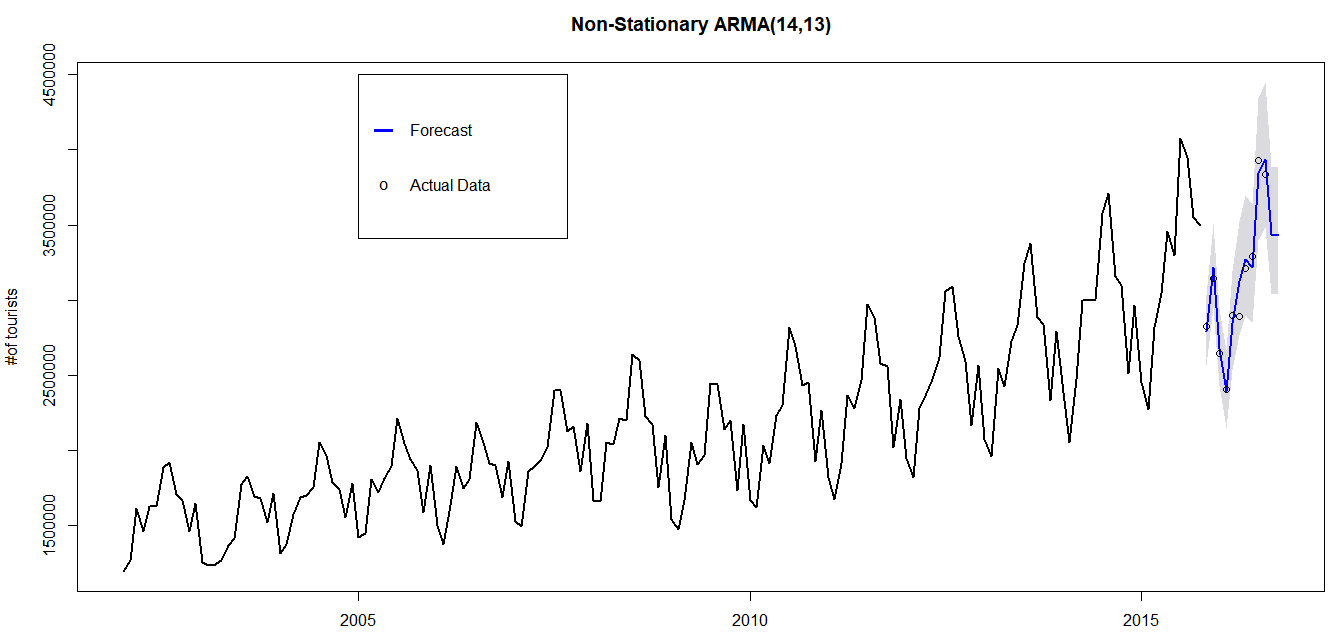 Non-Stationary ARMA(14,13)
4500000
3500000
2500000
1500000
#of tourists
Forecast
Actual Data
2005
2010
2015